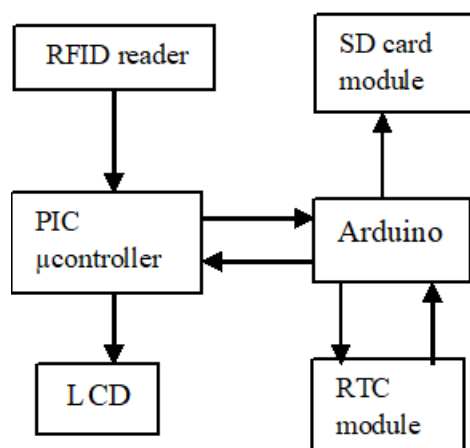 RFID reader
SD card
module
PIC
µcontroller
Arduino
LCD
RTC
module